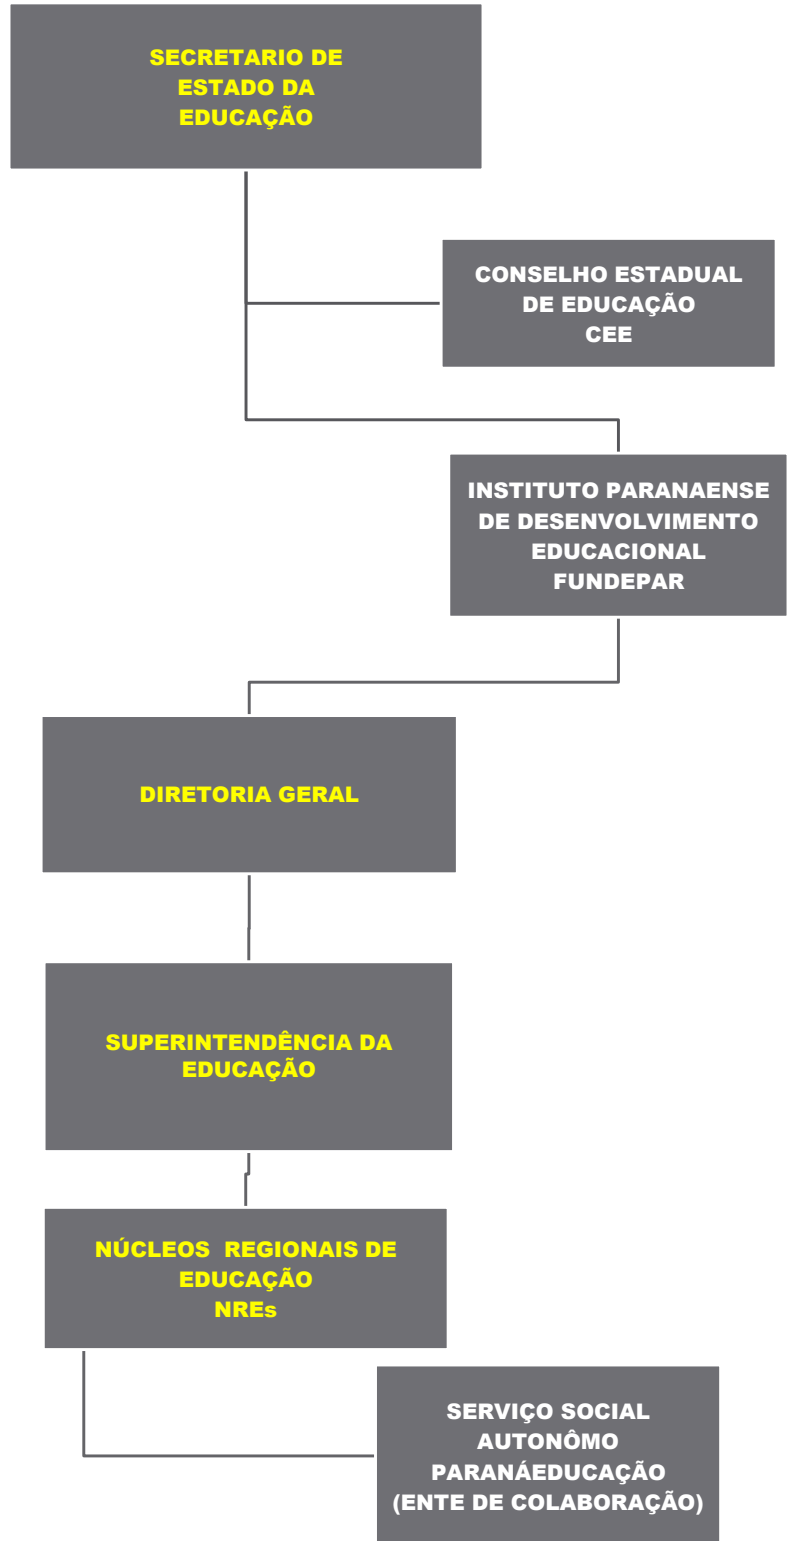 SECRETARIO DE
ESTADO DA
EDUCAÇÃO
CONSELHO ESTADUAL
DE EDUCAÇÃO
CEE
INSTITUTO PARANAENSE
DE DESENVOLVIMENTO
EDUCACIONAL
FUNDEPAR
DIRETORIA GERAL
SUPERINTENDÊNCIA DA
EDUCAÇÃO
NÚCLEOS REGIONAIS DE
EDUCAÇÃO
NREs
SERVIÇO SOCIAL
AUTONÔMO
PARANÁEDUCAÇÃO
(ENTE DE COLABORAÇÃO)